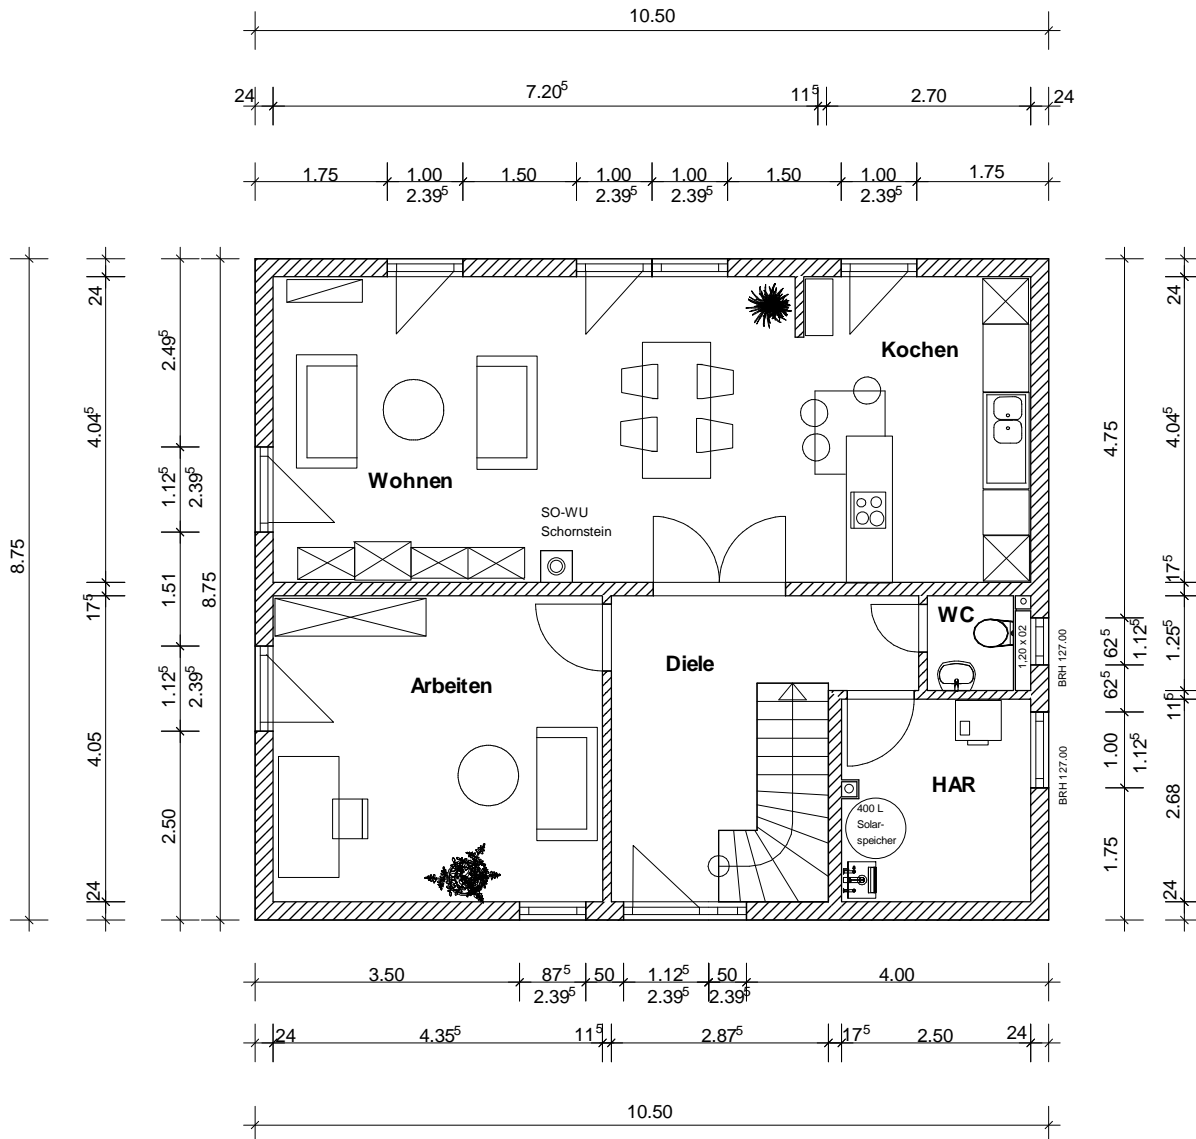 10.50
24 7.20⁵ 11⁵ 2.70 24
1.75 1.00 1.50 1.00 1.00 1.50 1.00 1.75
2.39⁵ 2.39⁵ 2.39⁵ 2.39⁵
8.75
24 4.04⁵ 17⁵ 4.05 24
2.49⁵ 1.12⁵ 1.51 1.12⁵ 2.50
2.39⁵ 2.39⁵
8.75
Kochen
Wohnen
SO-WU
Schornstein
WC
1.20 x 02
Diele
Arbeiten
HAR
400 L
Solar-
speicher
BRH 127.00
BRH 127.00
4.75 62⁵ 62⁵ 1.00 1.75
1.12⁵ 1.12⁵
24 4.04⁵ 17⁵ 1.25⁵ 11⁵ 2.68 24
3.50 87⁵ 50 1.12⁵ 50 4.00
2.39⁵ 2.39⁵ 2.39⁵
24 4.35⁵ 11⁵ 2.87⁵ 17⁵ 2.50 24
10.50